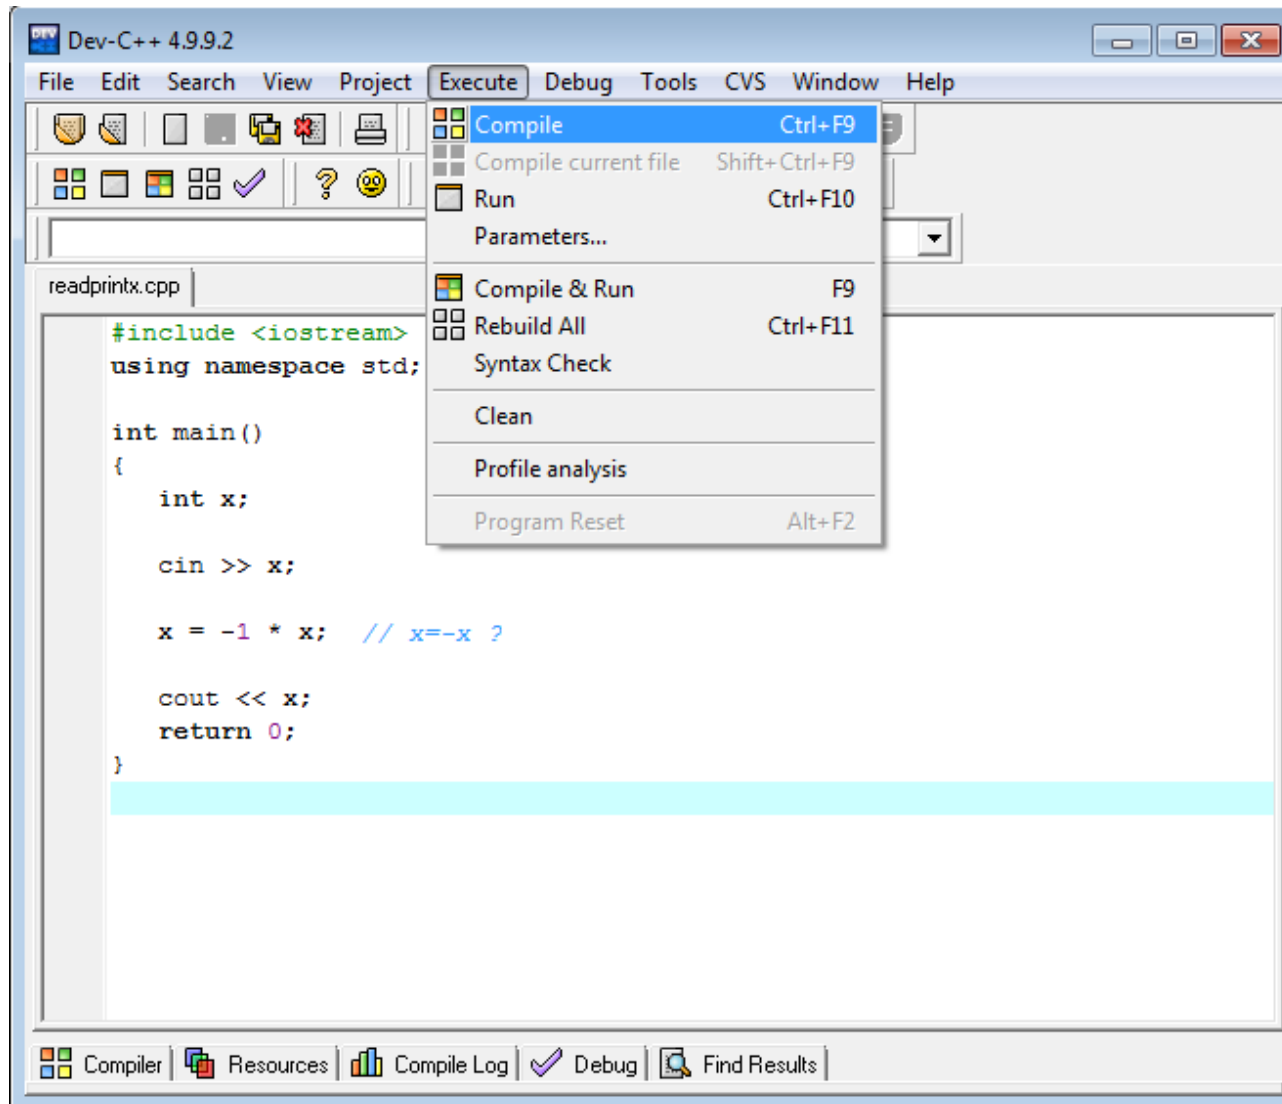 Dev-C++ 4.9.9.2
File Edit Search View Project Execute Debug Tools CVS Window Help
Compile Ctrl+F9
Compile current file Shift+Ctrl+F9
Run Ctrl+F10
Parameters...
Compile & Run F9
Rebuild All Ctrl+F11
Syntax Check
Clean
Profile analysis
Program Reset Alt+F2
readprintx.cpp
#include <iostream>
using namespace std;
int main()
{
int x;
cin >> x;
x = -1 * x; // x=-x ?
cout << x;
return 0;
}
Compiler Resources Compile Log Debug Find Results